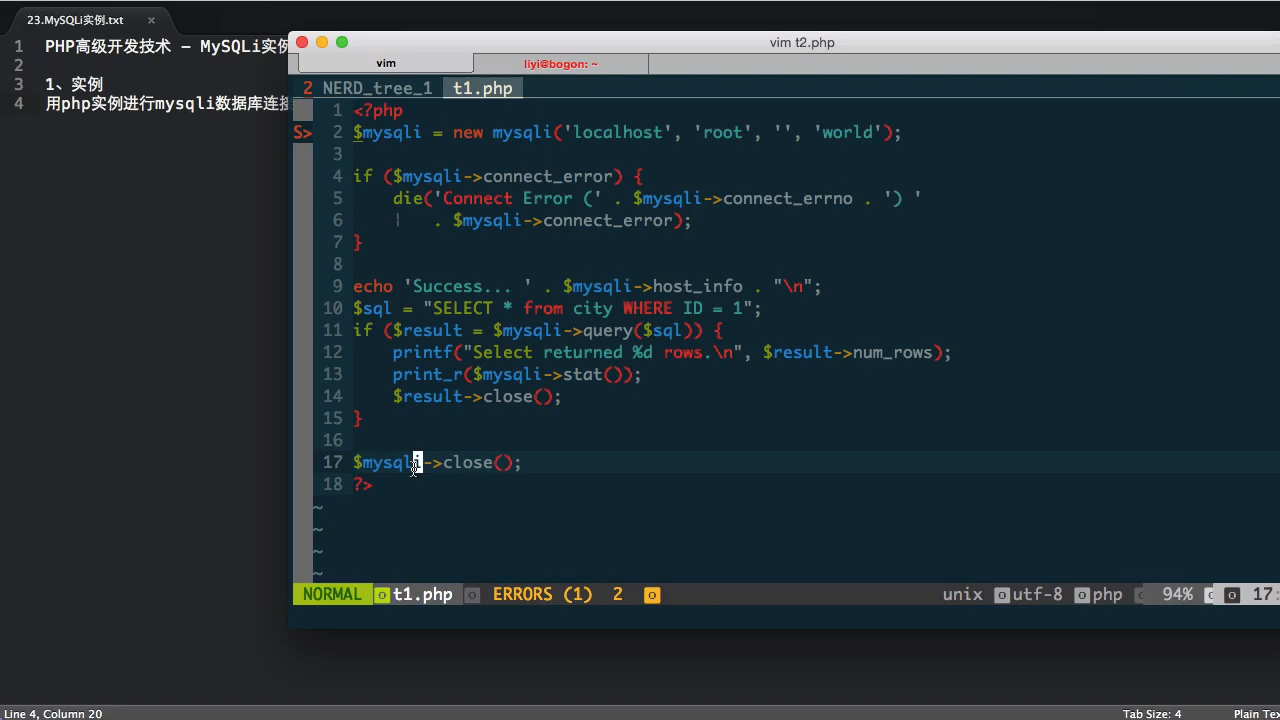 23.MySQLi实例.txt ×
1 PHP高级开发技术 - MySQLi实例
2
3 1、实例
4 用php实例进行mysqli数据库连接
vim t2.php
vim liyi@bogon: ~
2 NERD_tree_1 t1.php
1 <?php
S> 2 $mysqli = new mysqli('localhost', 'root', '', 'world');
3
4 if ($mysqli->connect_error) {
5 die('Connect Error (' . $mysqli->connect_errno . ') '
6 | . $mysqli->connect_error);
7 }
8
9 echo 'Success... ' . $mysqli->host_info . "\n";
10 $sql = "SELECT * from city WHERE ID = 1";
11 if ($result = $mysqli->query($sql)) {
12 printf("Select returned %d rows.\n", $result->num_rows);
13 print_r($mysqli->stat());
14 $result->close();
15 }
16
17 $mysqli->close();
18 ?>
~
~
~
~
NORMAL t1.php ERRORS (1) 2 unix utf-8 php 94% 17:
Line 4, Column 20 Tab Size: 4 Plain Tex